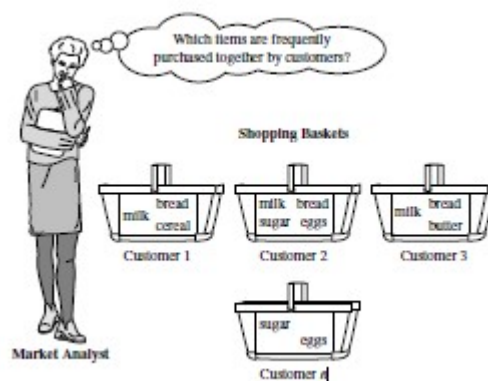 Which items are frequently
purchased together by customers?
Shopping Baskets
milk bread
cereal
Customer 1
milk bread
sugar eggs
Customer 2
milk bread
butter
Customer 3
sugar
eggs
Customer n
Market Analyst